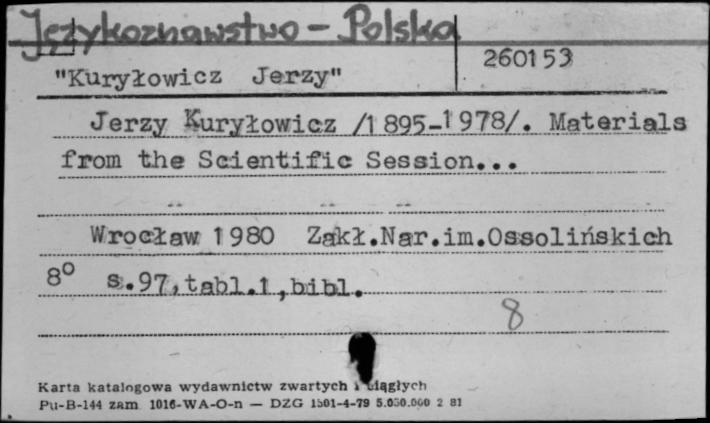 Językoznawstwo - Polska
260153
"Kuryłowicz Jerzy"
Jerzy Kuryłowicz /1895-1978/. Materials
from the Scientific Session...
Wrocław 1980 Zakł.Nar.im.Ossolińskich
8º s.97,tabl.1,bibl.
8
Karta katalogowa wydawnictw zwartych i ciągłych
Pu-B-144 zam. 1016-WA-O-n — DZG 1501-4-79 5.050.000 2 81